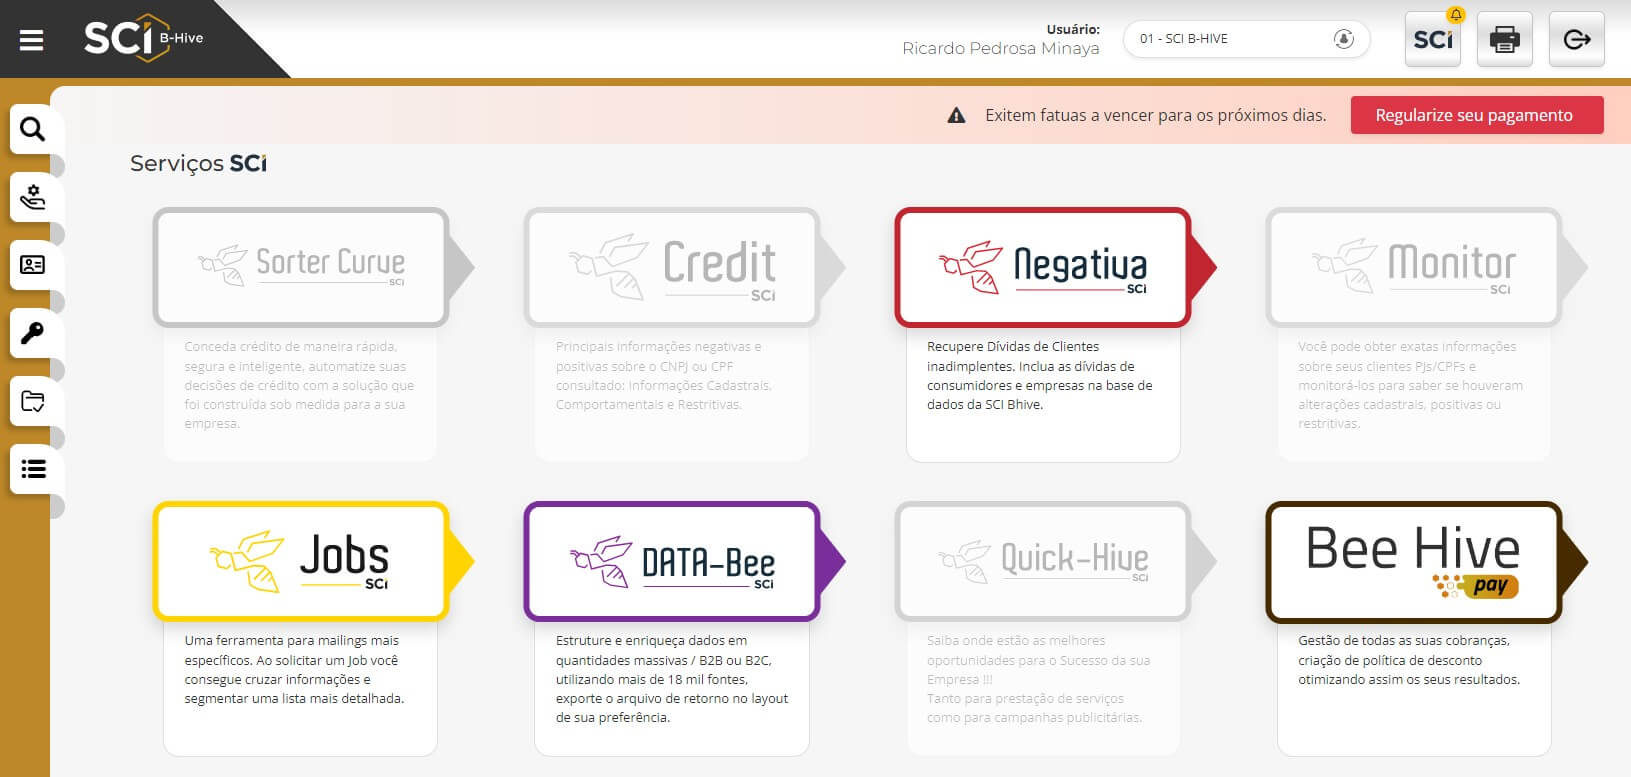 SCi B-Hive
Usuário:
Ricardo Pedrosa Minaya
01 - SCI B-HIVE
SCi
Exitem fatuas a vencer para os próximos dias.
Regularize seu pagamento
Serviços SCi
Sorter Curve
SCi
Conceda crédito de maneira rápida,
segura e inteligente, automatize suas
decisões de crédito com a solução que
foi construída sob medida para a sua
empresa.
Credit
SCi
Principais informações negativas e
positivas sobre o CNPJ ou CPF
consultado: Informações Cadastrais,
Comportamentais e Restritivas.
Negativa
SCi
Recupere Dívidas de Clientes
inadimplentes. Inclua as dívidas de
consumidores e empresas na base de
dados da SCI Bhive.
Monitor
SCi
Você pode obter exatas informações
sobre seus clientes PJs/CPFs e
monitorá-los para saber se houveram
alterações cadastrais, positivas ou
restritivas.
Jobs
SCi
Uma ferramenta para mailings mais
específicos. Ao solicitar um Job você
consegue cruzar informações e
segmentar uma lista mais detalhada.
DATA-Bee
SCi
Estruture e enriqueça dados em
quantidades massivas / B2B ou B2C,
utilizando mais de 18 mil fontes,
exporte o arquivo de retorno no layout
de sua preferência.
Quick-Hive
SCi
Saiba onde estão as melhores
oportunidades para o Sucesso da sua
Empresa !!!
Tanto para prestação de serviços
como para campanhas publicitárias.
Bee Hive
pay
Gestão de todas as suas cobranças,
criação de política de desconto
otimizando assim os seus resultados.